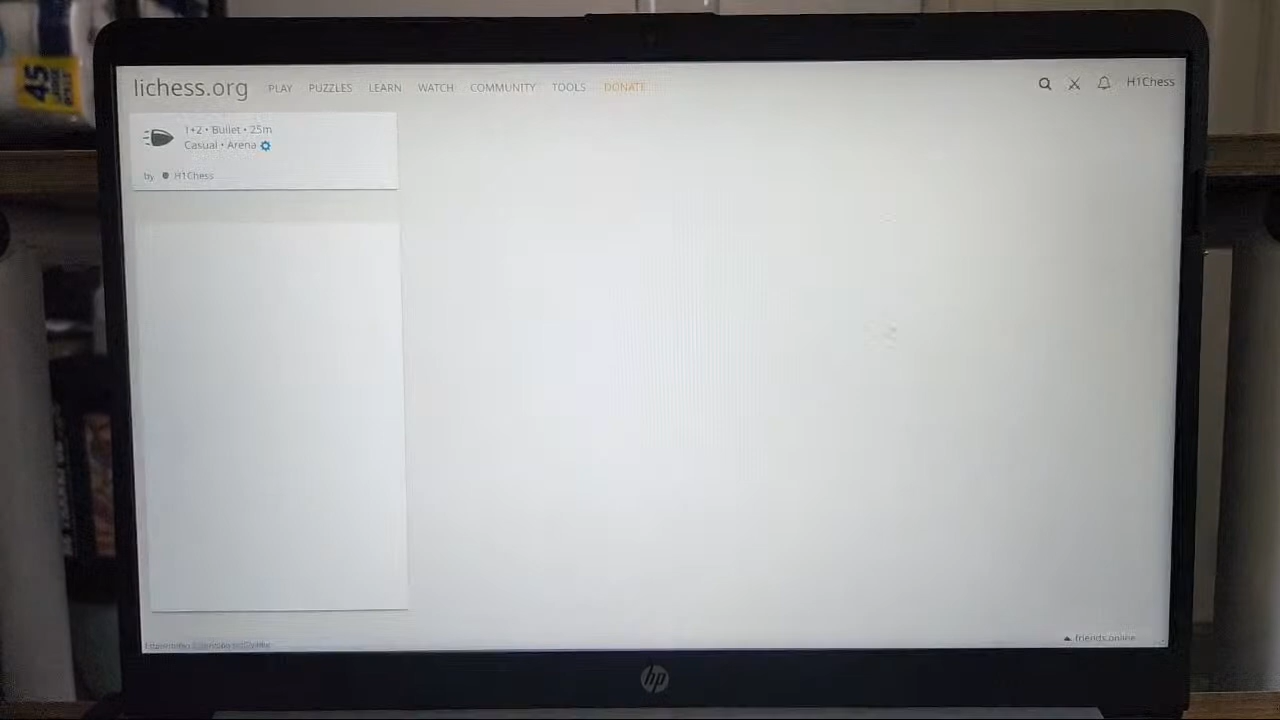 45
lichess.org PLAY PUZZLES LEARN WATCH COMMUNITY TOOLS DONATE H1Chess
1+2 • Bullet • 25m
Casual • Arena
by H1Chess
friends online
hp